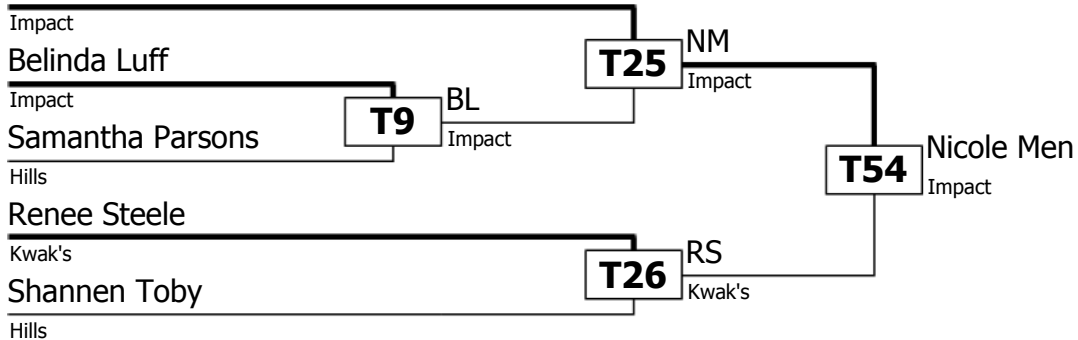 Impact
Belinda Luff
Impact
Samantha Parsons
Hills
Renee Steele
Kwak's
Shannen Toby
Hills
T9
BL
Impact
T25
NM
Impact
T26
RS
Kwak's
T54
Nicole Men
Impact